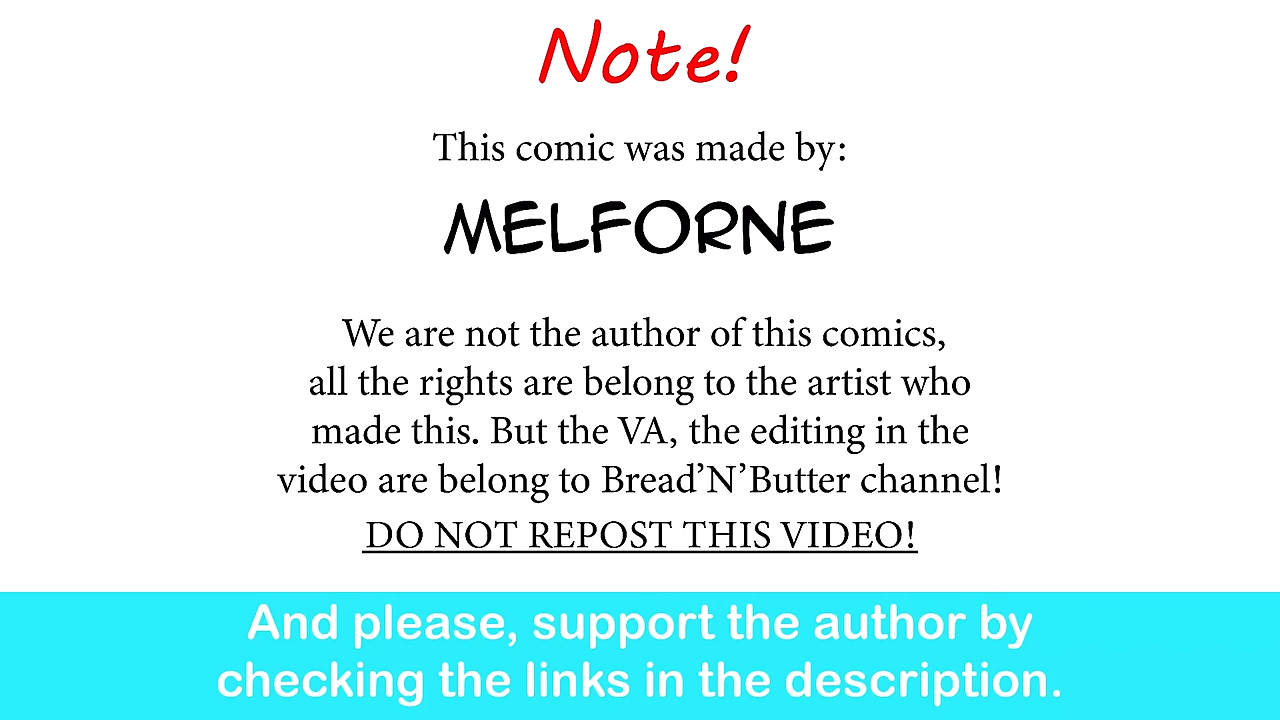 Note!
This comic was made by:
MELFORNE
We are not the author of this comics,
all the rights are belong to the artist who
made this. But the VA, the editing in the
video are belong to Bread’N’Butter channel!
DO NOT REPOST THIS VIDEO!
And please, support the author by
checking the links in the description.